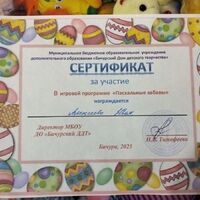 Муниципальное бюджетное образовательное учреждение
дополнительного образования «Бичурский Дом детского творчества»
СЕРТИФИКАТ
за участие
В игровой программе «Пасхальные забавы»
награждается
Директор МБОУ
ДО «Бичурский ДДТ»
Бичура, 2025